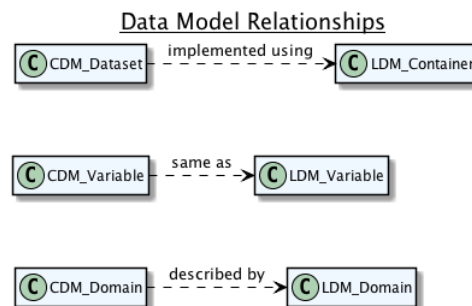 Data Model Relationships
C CDM_Dataset implemented using C LDM_Container
C CDM_Variable same as C LDM_Variable
C CDM_Domain described by C LDM_Domain